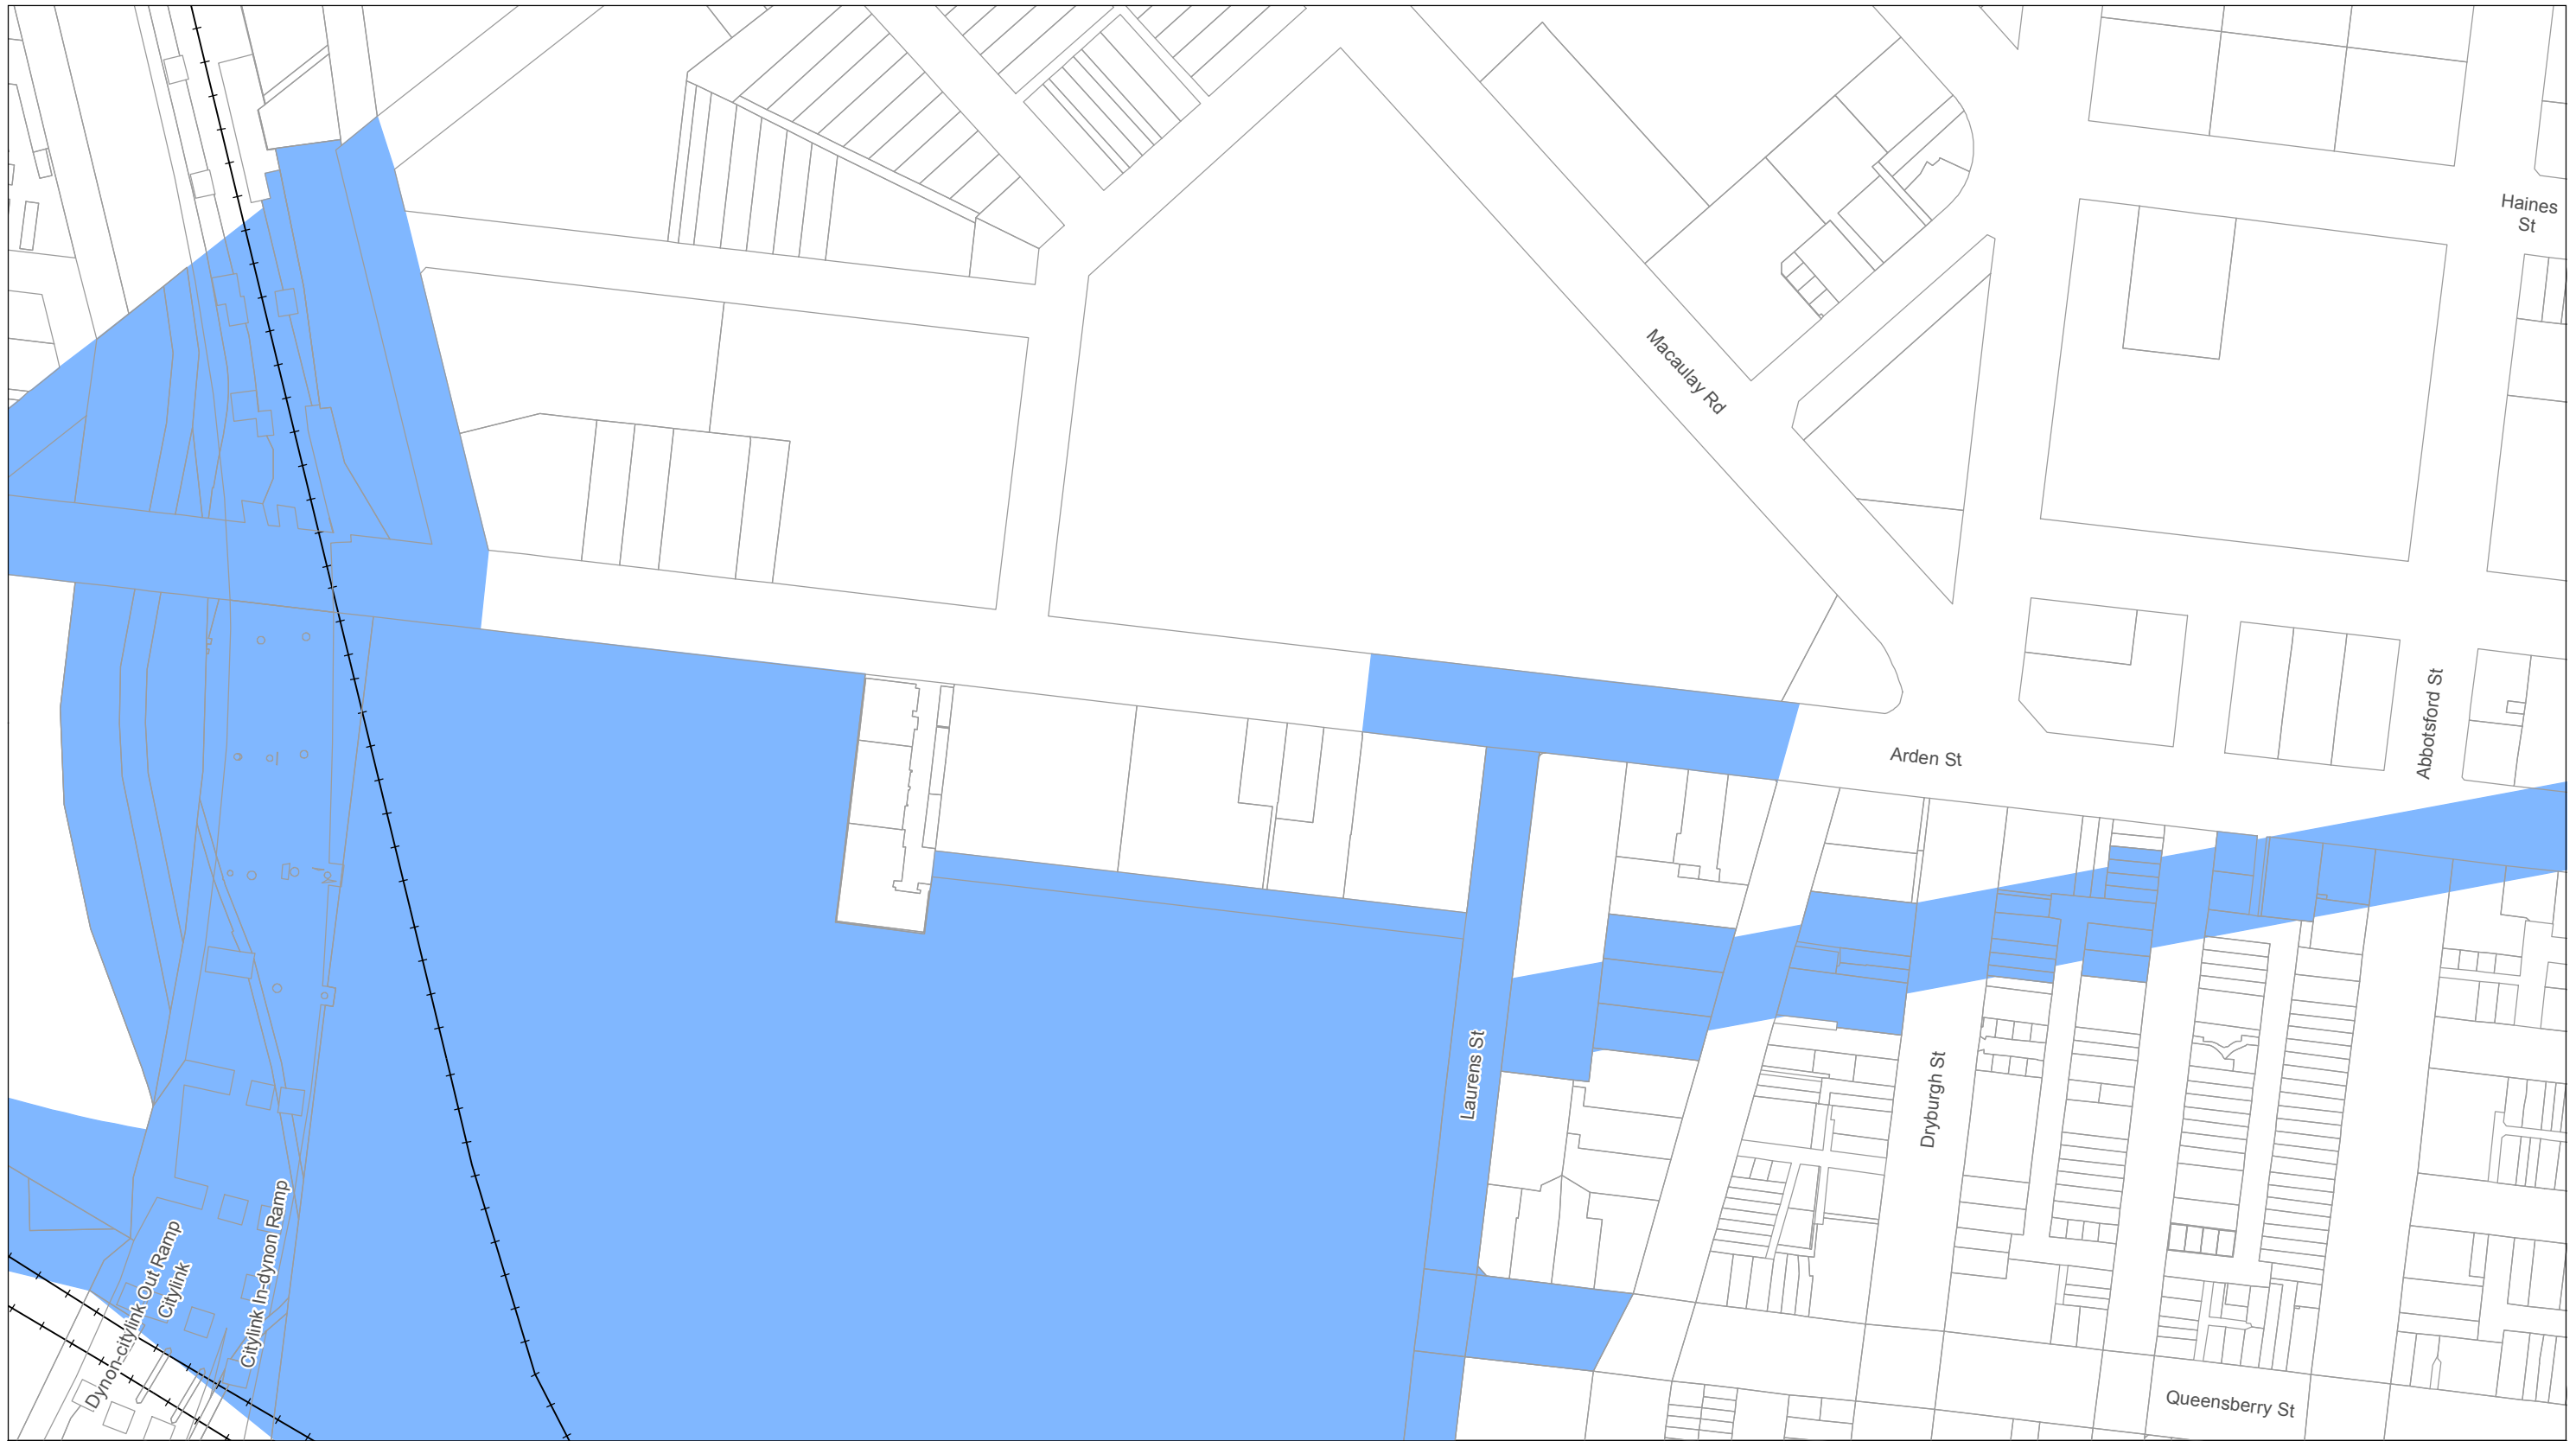 Haines
St
Macaulay Rd
Abbotsford St
Arden St
Laurens St
Dryburgh St
Dynon-citylink Out Ramp
Citylink
Citylink In-dynon Ramp
Queensberry St